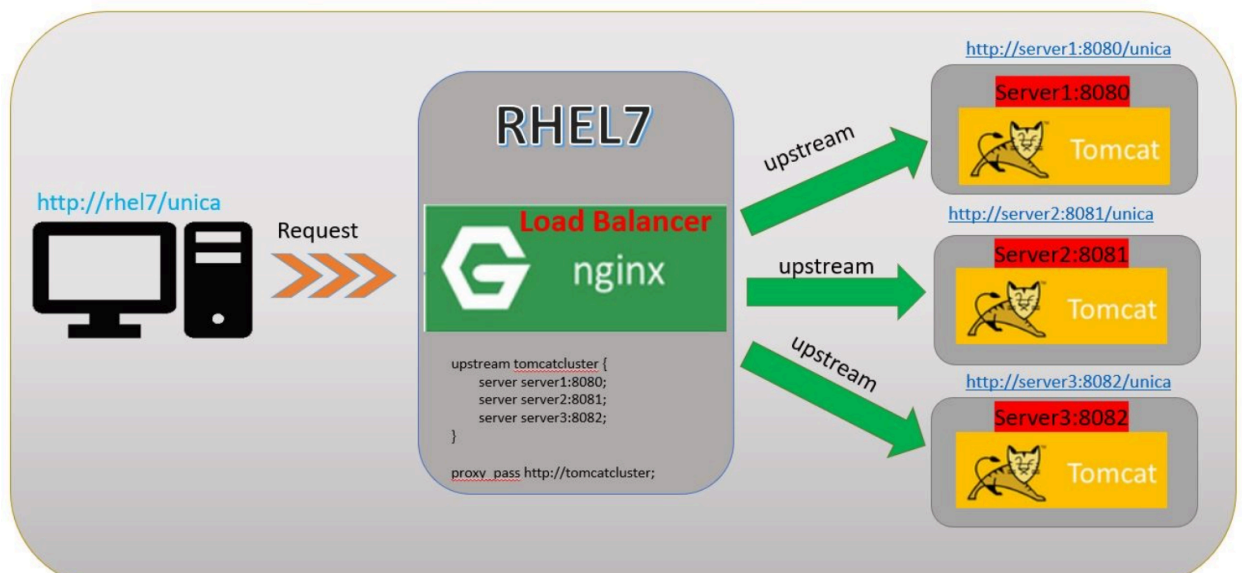 http://rhel7/unica
Request
RHEL7
Load Balancer
nginx
upstream tomcatcluster {
server server1:8080;
server server2:8081;
server server3:8082;
}
proxy_pass http://tomcatcluster;
upstream
upstream
upstream
http://server1:8080/unica
Server1:8080
Tomcat
http://server2:8081/unica
Server2:8081
Tomcat
http://server3:8082/unica
Server3:8082
Tomcat